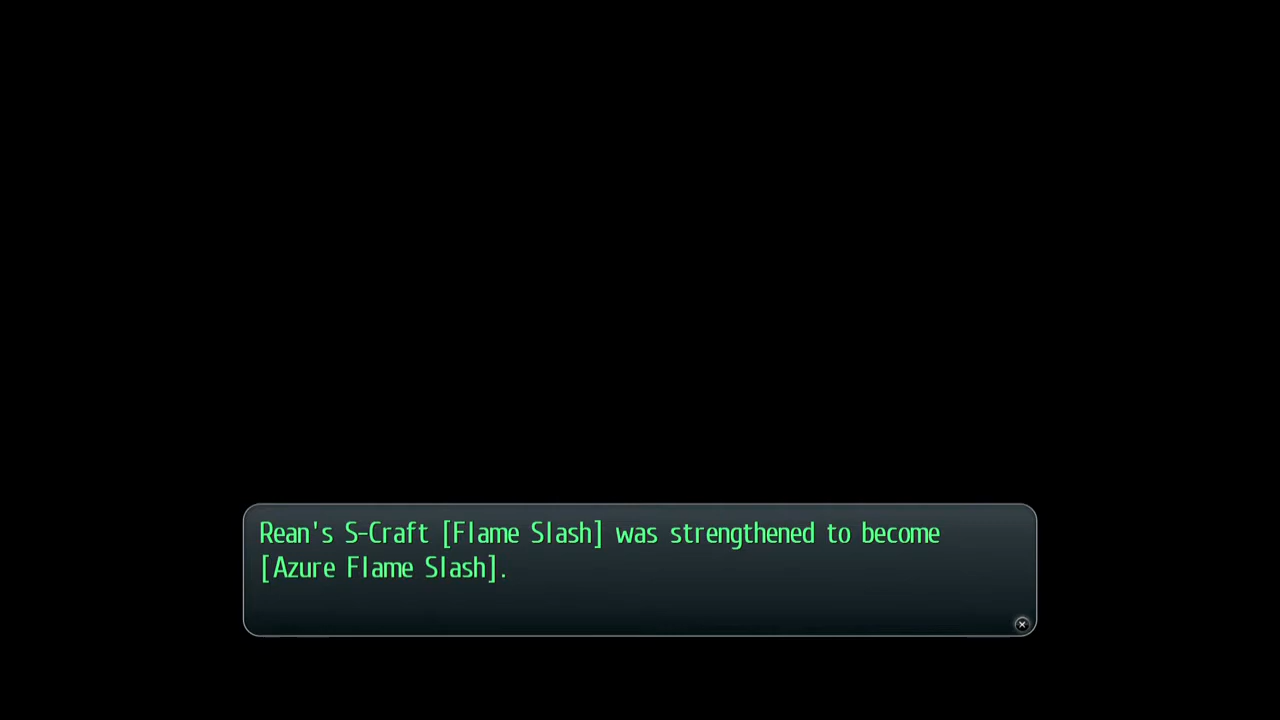 Rean's S-Craft [Flame Slash] was strengthened to become
[Azure Flame Slash].